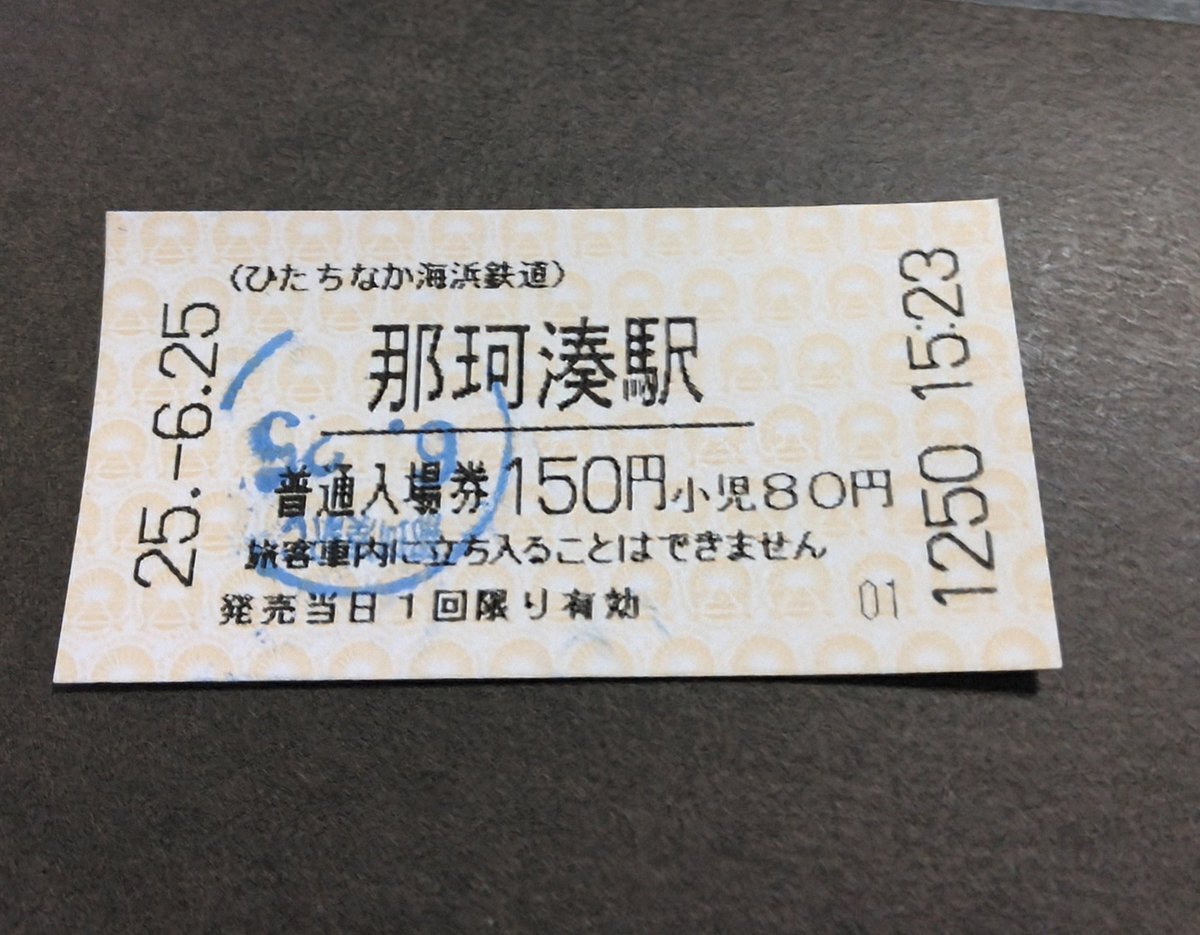 (ひたちなか海浜鉄道)
那珂湊駅
普通入場券 150円 小児80円
旅客車内に立ち入ることはできません
発売当日1回限り有効
01
25.-6.25
1250 15:23